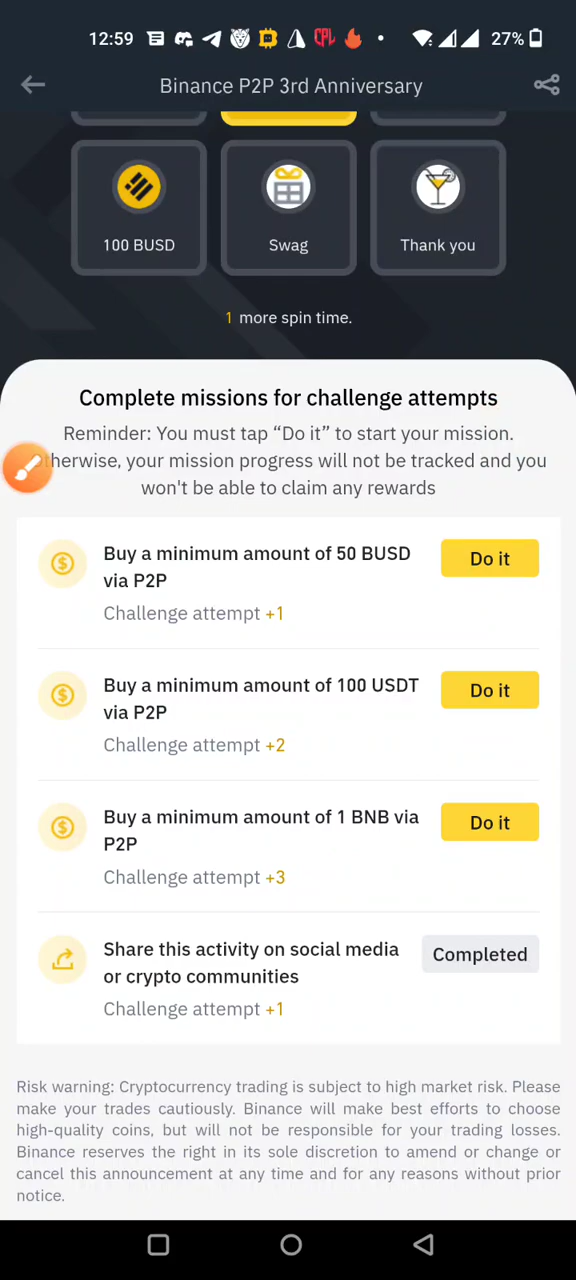 12:59
27%
Binance P2P 3rd Anniversary
100 BUSD
Swag
Thank you
1 more spin time.
Complete missions for challenge attempts
Reminder: You must tap “Do it” to start your mission.
therwise, your mission progress will not be tracked and you
won't be able to claim any rewards
Buy a minimum amount of 50 BUSD
via P2P
Do it
Challenge attempt +1
Buy a minimum amount of 100 USDT
via P2P
Do it
Challenge attempt +2
Buy a minimum amount of 1 BNB via
P2P
Do it
Challenge attempt +3
Share this activity on social media
or crypto communities
Completed
Challenge attempt +1
Risk warning: Cryptocurrency trading is subject to high market risk. Please
make your trades cautiously. Binance will make best efforts to choose
high-quality coins, but will not be responsible for your trading losses.
Binance reserves the right in its sole discretion to amend or change or
cancel this announcement at any time and for any reasons without prior
notice.